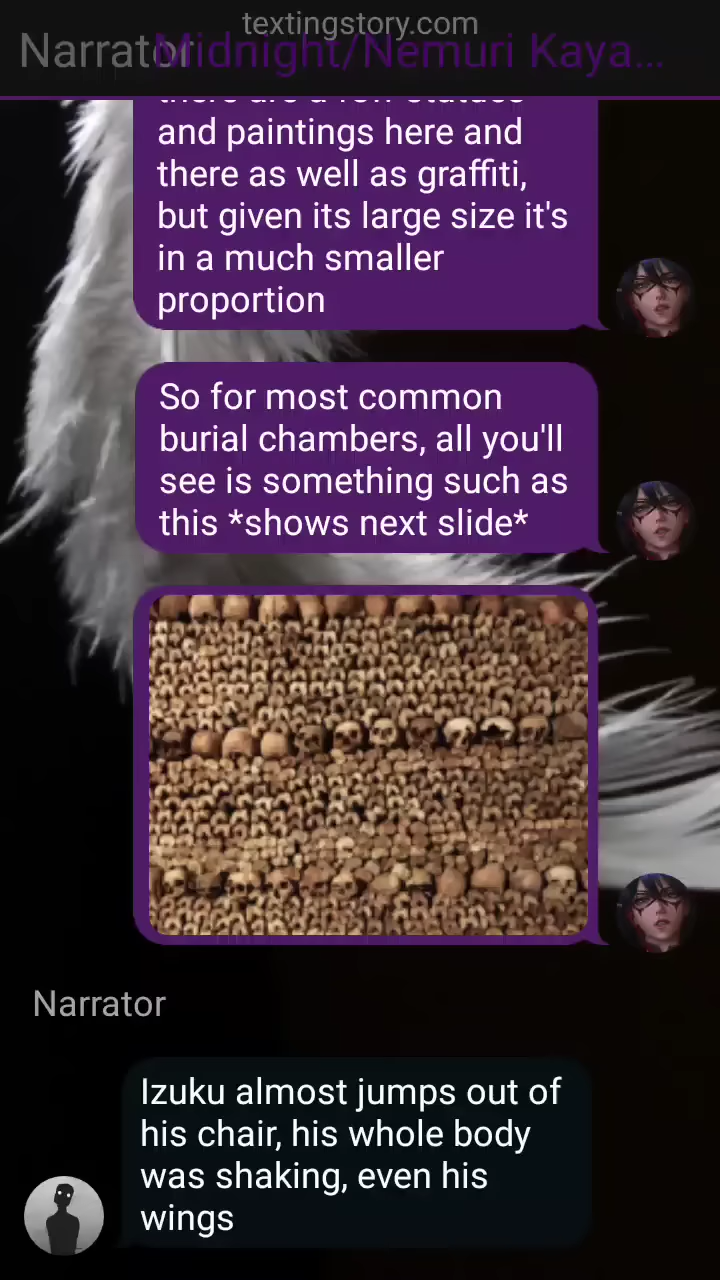 textingstory.com
Narrator
Midnight/Nemuri Kaya...
and paintings here and
there as well as graffiti,
but given its large size it's
in a much smaller
proportion
So for most common
burial chambers, all you'll
see is something such as
this *shows next slide*
Narrator
Izuku almost jumps out of
his chair, his whole body
was shaking, even his
wings